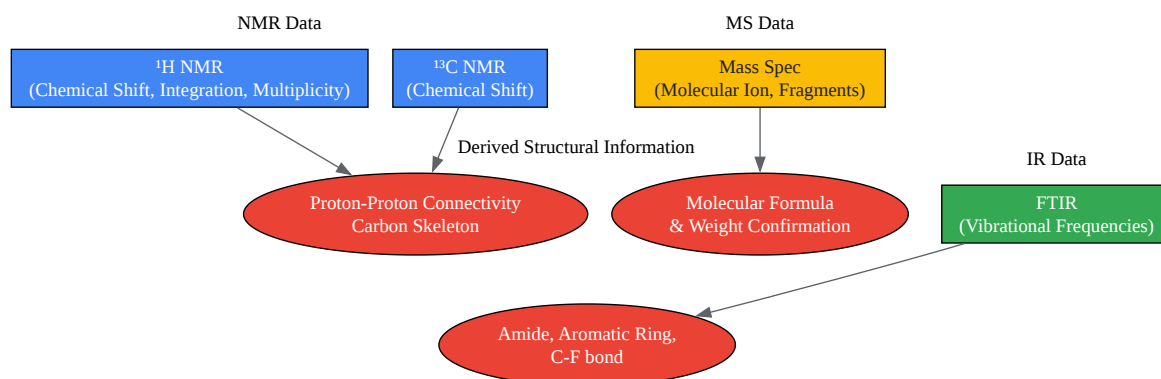 NMR Data
¹H NMR
(Chemical Shift, Integration, Multiplicity)
¹³C NMR
(Chemical Shift)
MS Data
Mass Spec
(Molecular Ion, Fragments)
Derived Structural Information
IR Data
Proton-Proton Connectivity
Carbon Skeleton
Molecular Formula
& Weight Confirmation
FTIR
(Vibrational Frequencies)
Amide, Aromatic Ring,
C-F bond